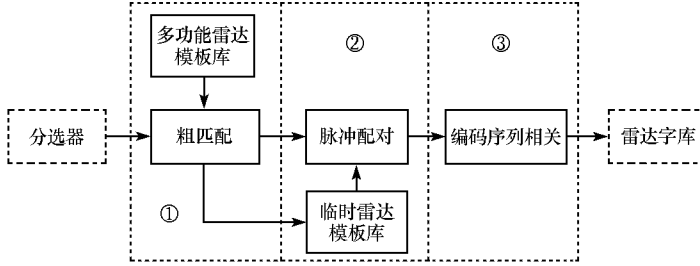 多功能雷达
模板库
②
③
分选器
粗匹配
脉冲配对
编码序列相关
雷达字库
①
临时雷达
模板库